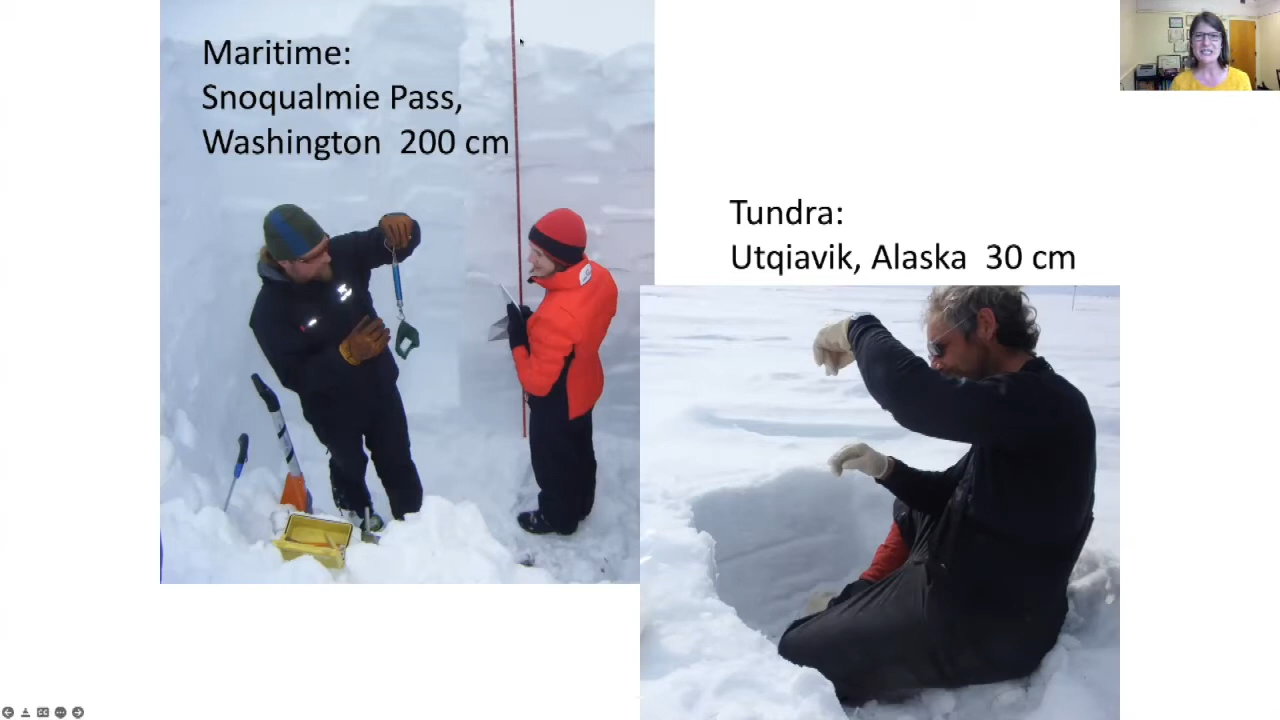 Maritime:
Snoqualmie Pass,
Washington 200 cm
Tundra:
Utqiavik, Alaska 30 cm